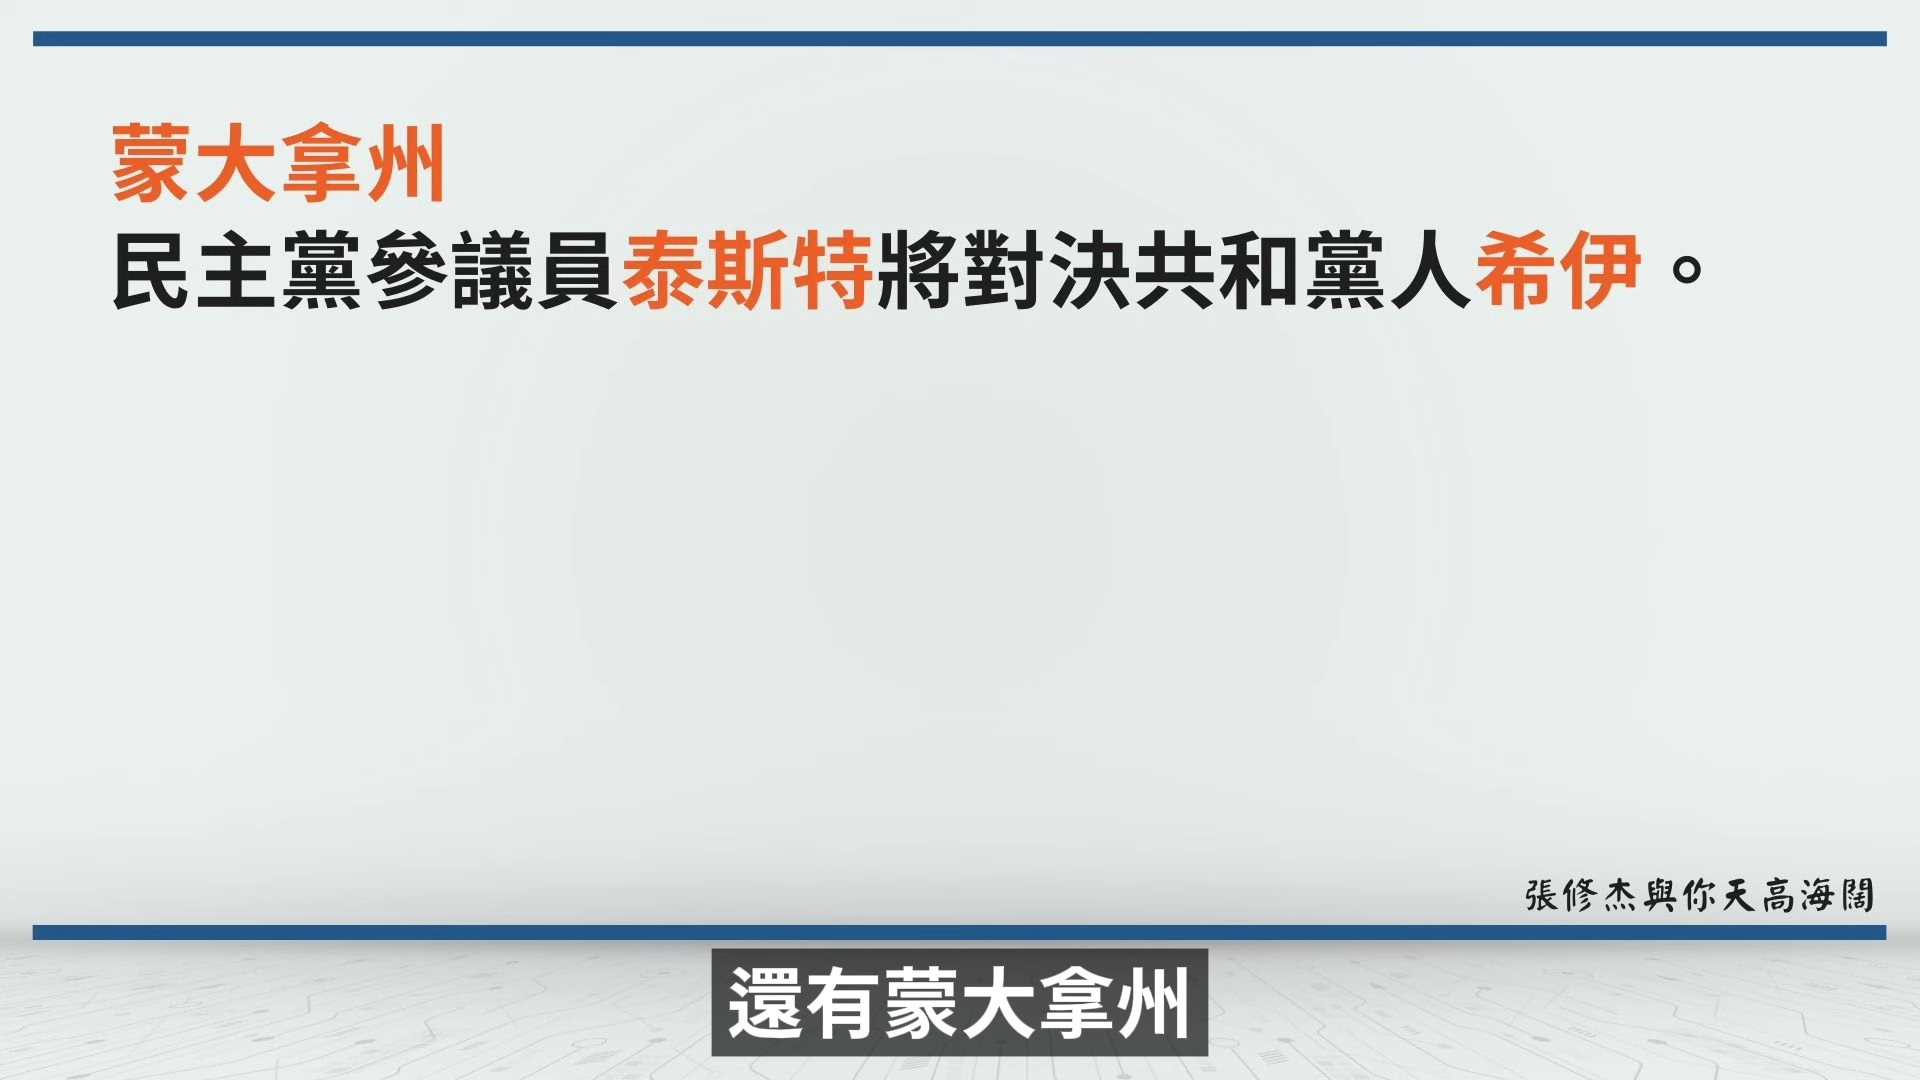 蒙大拿州
民主黨參議員泰斯特將對決共和黨人希伊。
張修杰與你天高海闊
還有蒙大拿州